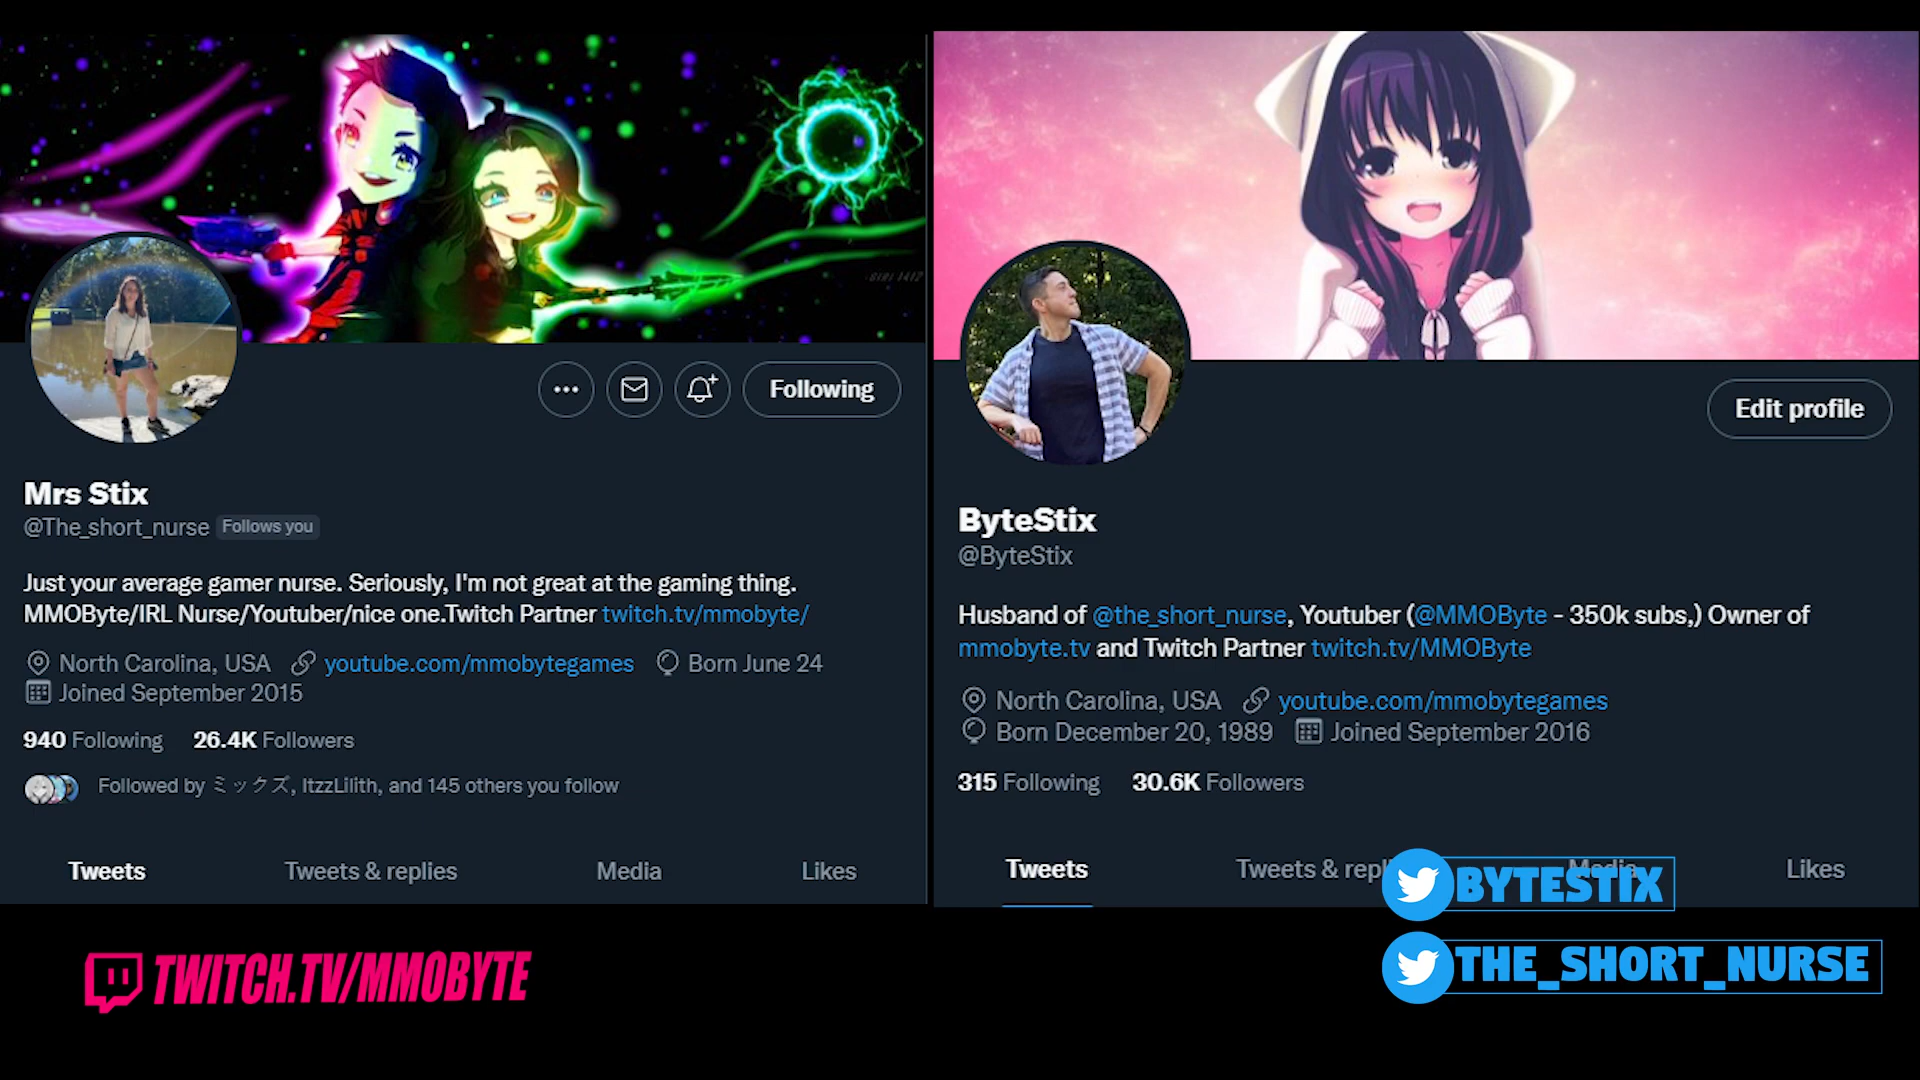 Following
Mrs Stix
@The_short_nurse Follows you
Just your average gamer nurse. Seriously, I'm not great at the gaming thing.
MMOByte/IRL Nurse/Youtuber/nice one.Twitch Partner twitch.tv/mmobyte/
North Carolina, USA youtube.com/mmobytegames Born June 24
Joined September 2015
940 Following 26.4K Followers
Followed by ミックズ, ItzzLilith, and 145 others you follow
Tweets Tweets & replies Media Likes
Edit profile
ByteStix
@ByteStix
Husband of @the_short_nurse, Youtuber (@MMOByte - 350k subs,) Owner of
mmobyte.tv and Twitch Partner twitch.tv/MMOByte
North Carolina, USA youtube.com/mmobytegames
Born December 20, 1989 Joined September 2016
315 Following 30.6K Followers
Tweets Tweets & repl Media Likes
BYTESTIX
THE_SHORT_NURSE
TWITCH.TV/MMOBYTE